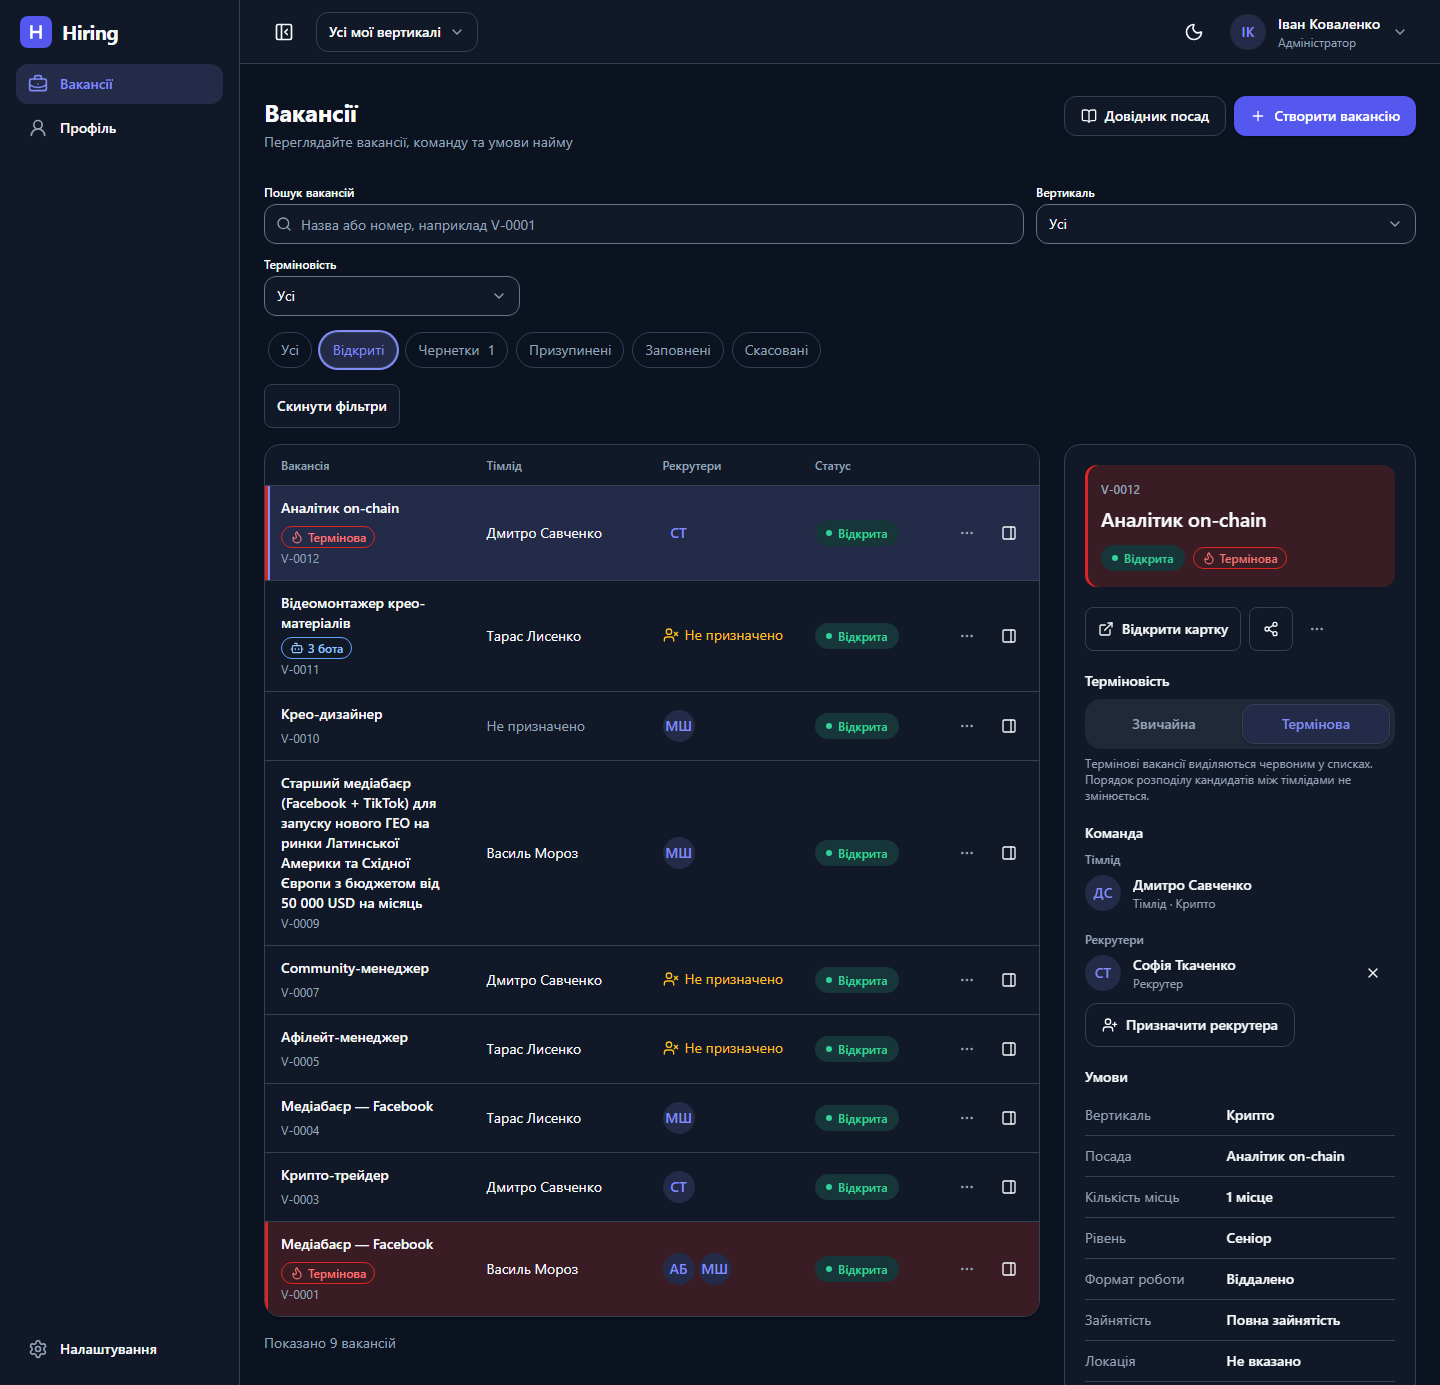 H Hiring
Вакансії
Профіль
Налаштування
Усі мої вертикалі
ІК
Іван Коваленко
Адміністратор
Вакансії
Переглядайте вакансії, команду та умови найму
Довідник посад
Створити вакансію
Пошук вакансій
Назва або номер, наприклад V-0001
Вертикаль
Усі
Терміновість
Усі
Усі
Відкриті
Чернетки 1
Призупинені
Заповнені
Скасовані
Скинути фільтри
Вакансія Тімлід Рекрутери Статус
Аналітик on-chain
Термінова
V-0012
Дмитро Савченко
СТ
Відкрита
Відеомонтажер крео-
матеріалів
З бота
V-0011
Тарас Лисенко
Не призначено
Відкрита
Крео-дизайнер
V-0010
Не призначено
МШ
Відкрита
Старший медіабаєр
(Facebook + TikTok) для
запуску нового ГЕО на
ринки Латинської
Америки та Східної
Європи з бюджетом від
50 000 USD на місяць
V-0009
Василь Мороз
МШ
Відкрита
Community-менеджер
V-0007
Дмитро Савченко
Не призначено
Відкрита
Афілейт-менеджер
V-0005
Тарас Лисенко
Не призначено
Відкрита
Медіабаєр — Facebook
V-0004
Тарас Лисенко
МШ
Відкрита
Крипто-трейдер
V-0003
Дмитро Савченко
СТ
Відкрита
Медіабаєр — Facebook
Термінова
V-0001
Василь Мороз
АБ МШ
Відкрита
Показано 9 вакансій
V-0012
Аналітик on-chain
Відкрита
Термінова
Відкрити картку
Терміновість
Звичайна
Термінова
Термінові вакансії виділяються червоним у списках.
Порядок розподілу кандидатів між тімлідами не
змінюється.
Команда
Тімлід
ДС
Дмитро Савченко
Тімлід · Крипто
Рекрутери
СТ
Софія Ткаченко
Рекрутер
Призначити рекрутера
Умови
Вертикаль Крипто
Посада Аналітик on-chain
Кількість місць 1 місце
Рівень Сеніор
Формат роботи Віддалено
Зайнятість Повна зайнятість
Локація Не вказано